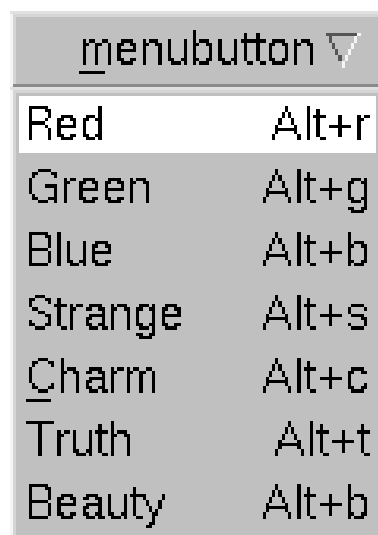 menubutton
Red Alt+r
Green Alt+g
Blue Alt+b
Strange Alt+s
Charm Alt+c
Truth Alt+t
Beauty Alt+b